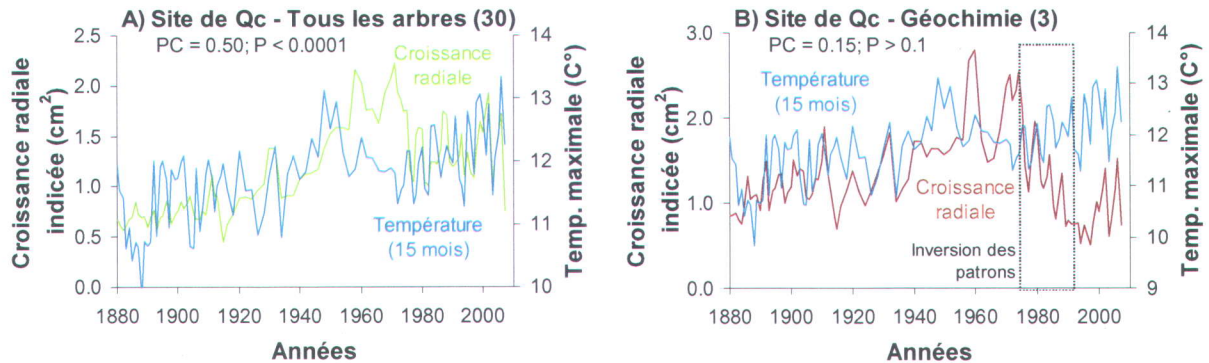 A) Site de Qc - Tous les arbres (30)
PC = 0.50; P < 0.0001
Croissance radiale
indicée (cm²)
2.5
2.0
1.5
1.0
0.5
0.0
Croissance
radiale
Température
(15 mois)
14
13
12
11
10
Temp. maximale (C°)
1880 1900 1920 1940 1960 1980 2000
Années
B) Site de Qc - Géochimie (3)
PC = 0.15; P > 0.1
Croissance radiale
indicée (cm²)
3.0
2.0
1.0
0.0
Température
(15 mois)
Croissance
radiale
Inversion des
patrons
14
13
12
11
10
9
Temp. maximale (C°)
1880 1900 1920 1940 1960 1980 2000
Années